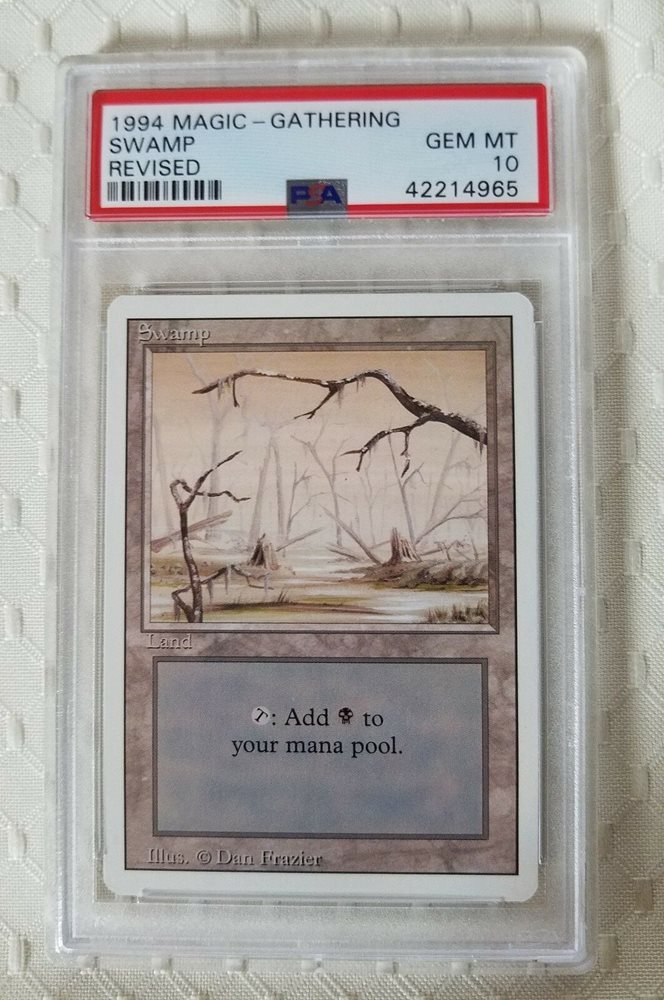 1994 MAGIC – GATHERING
SWAMP GEM MT
REVISED 10
PSA 42214965
Swamp
Land
T: Add to
your mana pool.
Illus. © Dan Frazier